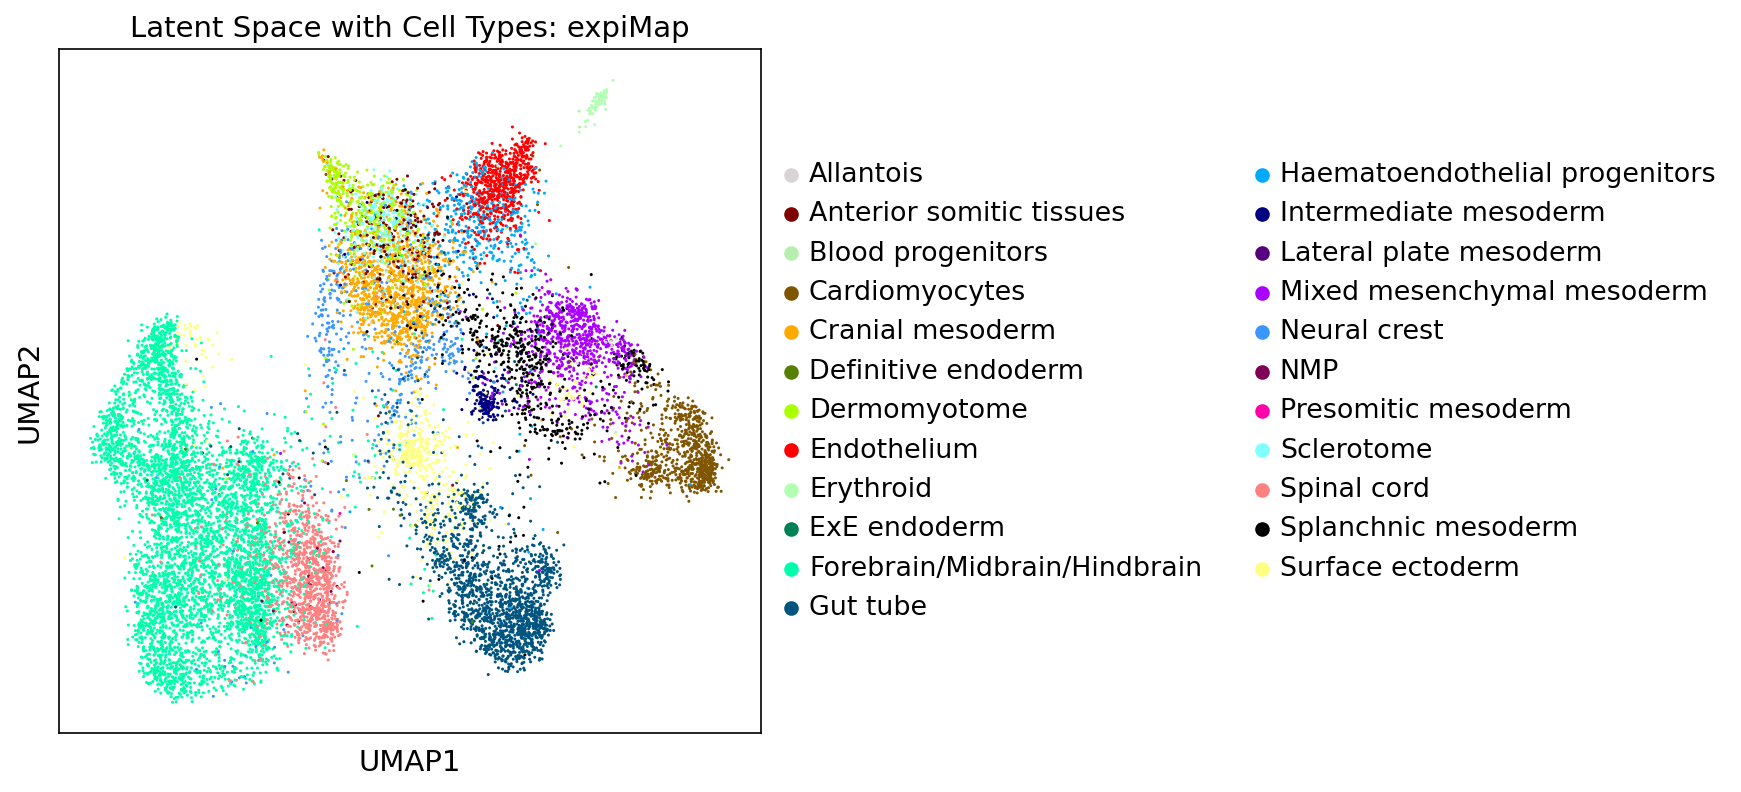 Latent Space with Cell Types: expiMap
UMAP2
UMAP1
Allantois
Anterior somitic tissues
Blood progenitors
Cardiomyocytes
Cranial mesoderm
Definitive endoderm
Dermomyotome
Endothelium
Erythroid
ExE endoderm
Forebrain/Midbrain/Hindbrain
Gut tube
Haematoendothelial progenitors
Intermediate mesoderm
Lateral plate mesoderm
Mixed mesenchymal mesoderm
Neural crest
NMP
Presomitic mesoderm
Sclerotome
Spinal cord
Splanchnic mesoderm
Surface ectoderm